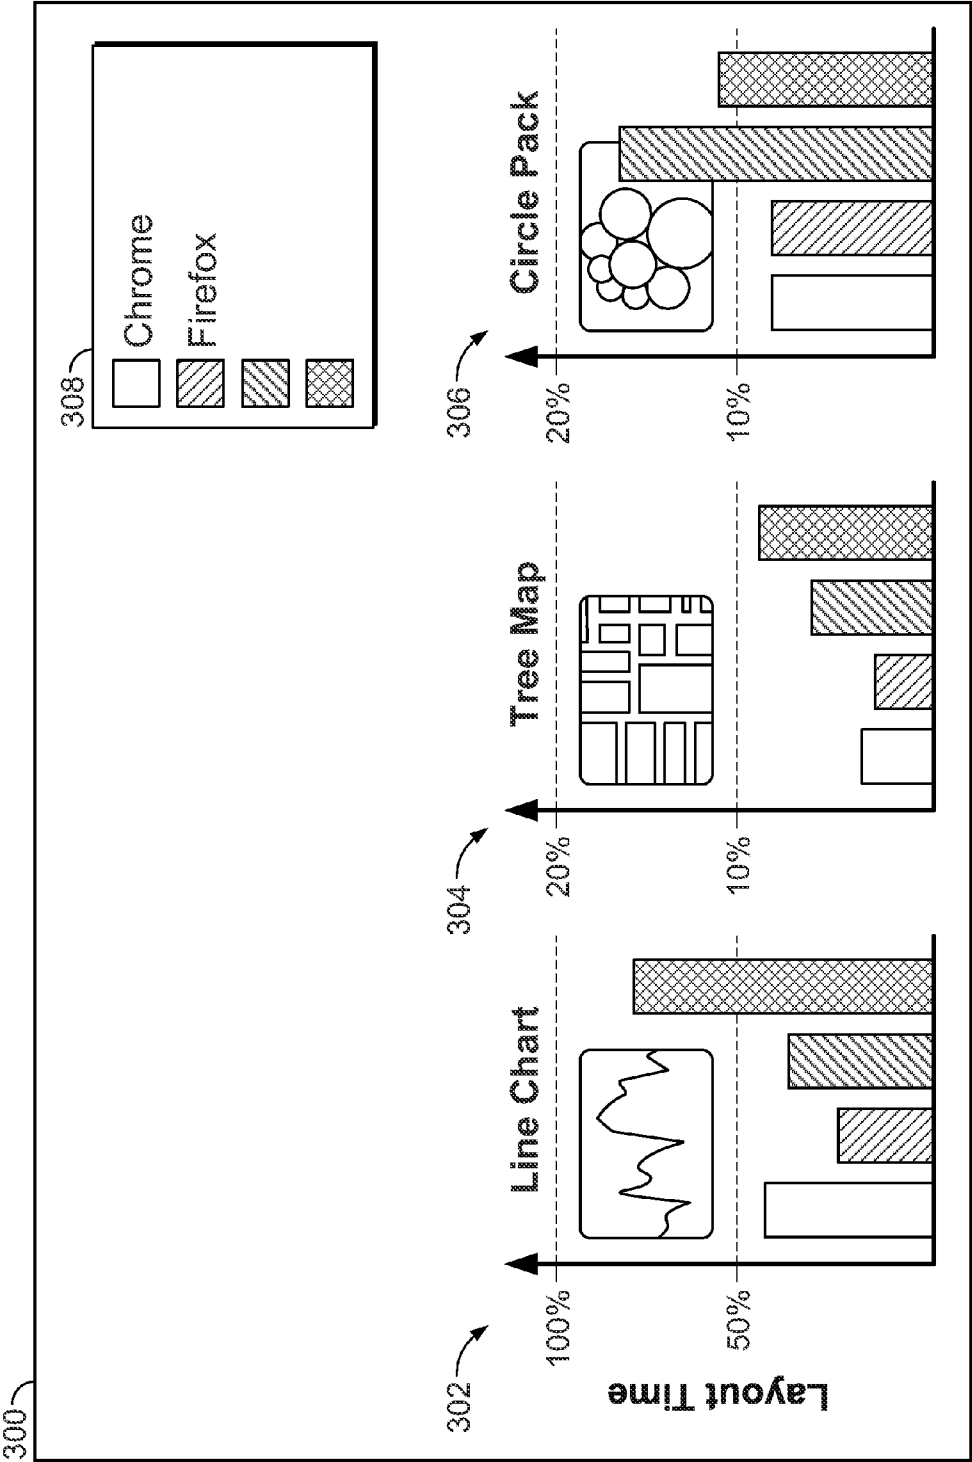 300
308
Chrome
Firefox
302
304
306
Line Chart
Tree Map
Circle Pack
100%
20%
20%
50%
10%
10%
Layout Time